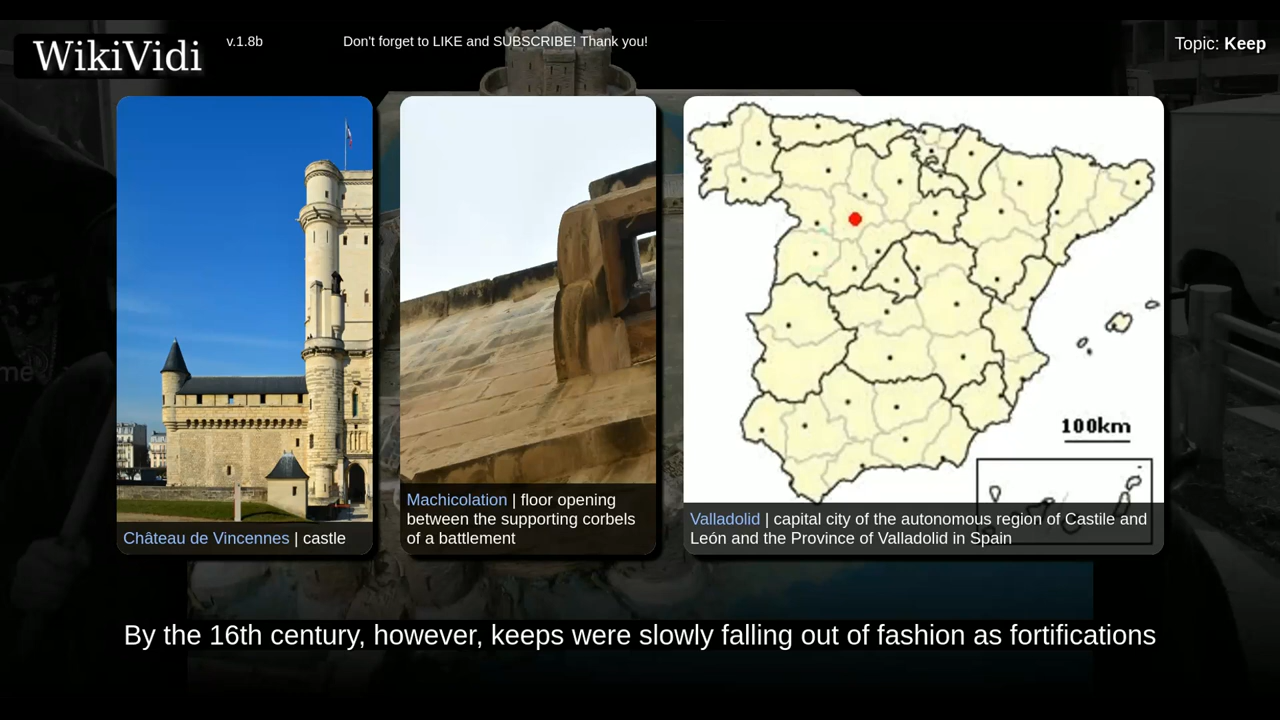 WikiVidi
v.1.8b
Don't forget to LIKE and SUBSCRIBE! Thank you!
Topic: Keep
Château de Vincennes | castle
Machicolation | floor opening
between the supporting corbels
of a battlement
100km
Valladolid | capital city of the autonomous region of Castile and
León and the Province of Valladolid in Spain
By the 16th century, however, keeps were slowly falling out of fashion as fortifications